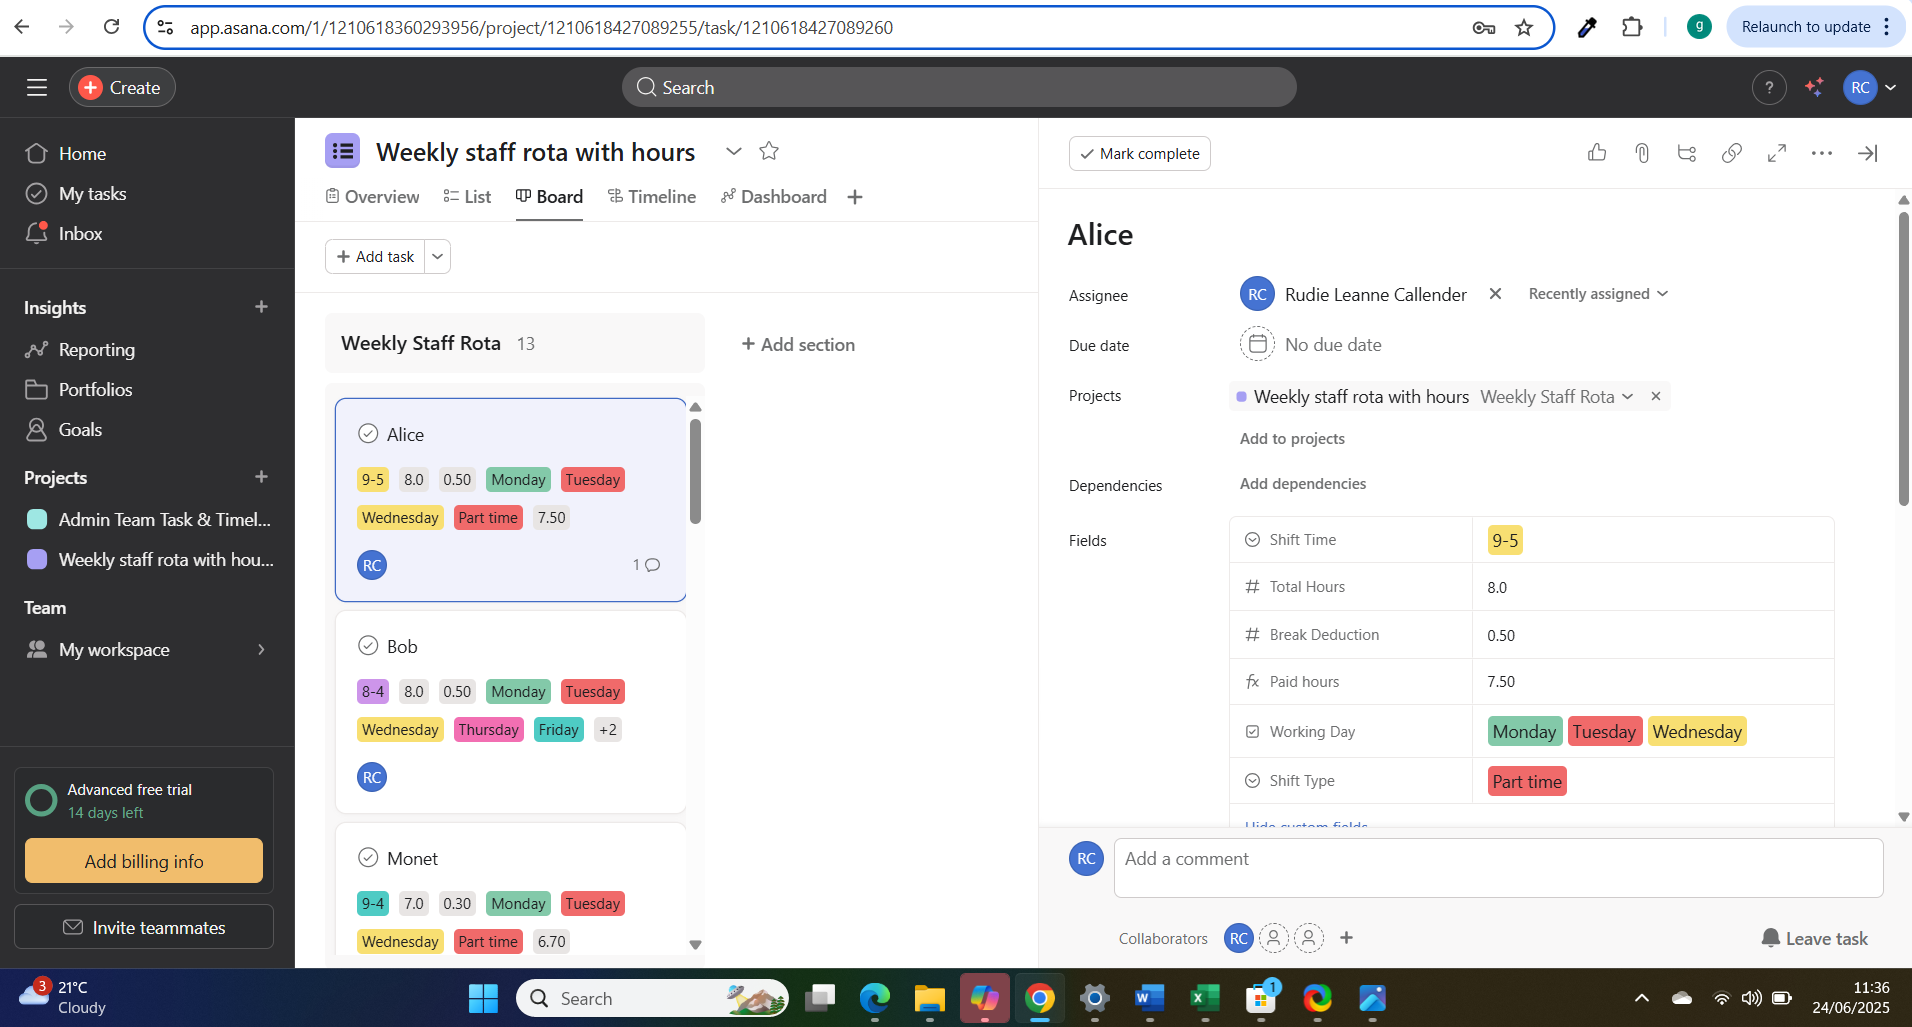 app.asana.com/1/1210618360293956/project/1210618427089255/task/1210618427089260
g
Relaunch to update
Create
Search
?
RC
Home
My tasks
Inbox
Insights
Reporting
Portfolios
Goals
Projects
Admin Team Task & Timel...
Weekly staff rota with hou...
Team
My workspace
Advanced free trial
14 days left
Add billing info
Invite teammates
Weekly staff rota with hours
Overview List Board Timeline Dashboard
Add task
Weekly Staff Rota 13
Add section
Alice
9-5 8.0 0.50 Monday Tuesday
Wednesday Part time 7.50
RC 1
Bob
8-4 8.0 0.50 Monday Tuesday
Wednesday Thursday Friday +2
RC
Monet
9-4 7.0 0.30 Monday Tuesday
Wednesday Part time 6.70
Mark complete
Alice
Assignee RC Rudie Leanne Callender Recently assigned
Due date No due date
Projects Weekly staff rota with hours Weekly Staff Rota
Add to projects
Dependencies Add dependencies
Fields
Shift Time 9-5
Total Hours 8.0
Break Deduction 0.50
fx Paid hours 7.50
Working Day Monday Tuesday Wednesday
Shift Type Part time
Hide custom fields
RC Add a comment
Collaborators RC Leave task
3
21°C
Cloudy
Search
1
11:36
24/06/2025